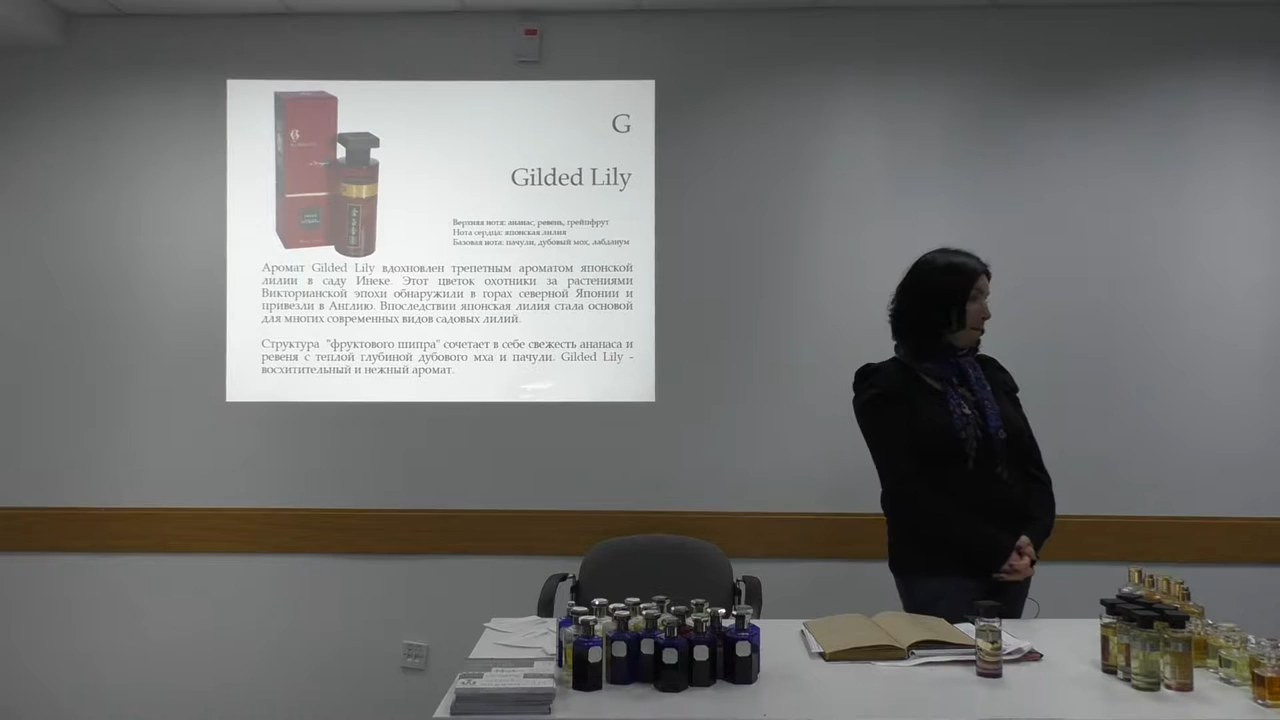 G
Gilded Lily
Верхняя нота: ананас, ревень, грейпфрут
Нота сердца: японская лилия
Базовая нота: пачули, дубовый мох, лабданум
Аромат Gilded Lily вдохновлен трепетным ароматом японской
лилии в саду Инеке. Этот цветок охотники за растениями
Викторианской эпохи обнаружили в горах северной Японии и
привезли в Англию. Впоследствии японская лилия стала основой
для многих современных видов садовых лилий.
Структура "фруктового шипра" сочетает в себе свежесть ананаса и
ревеня с теплой глубиной дубового мха и пачули. Gilded Lily -
восхитительный и нежный аромат.